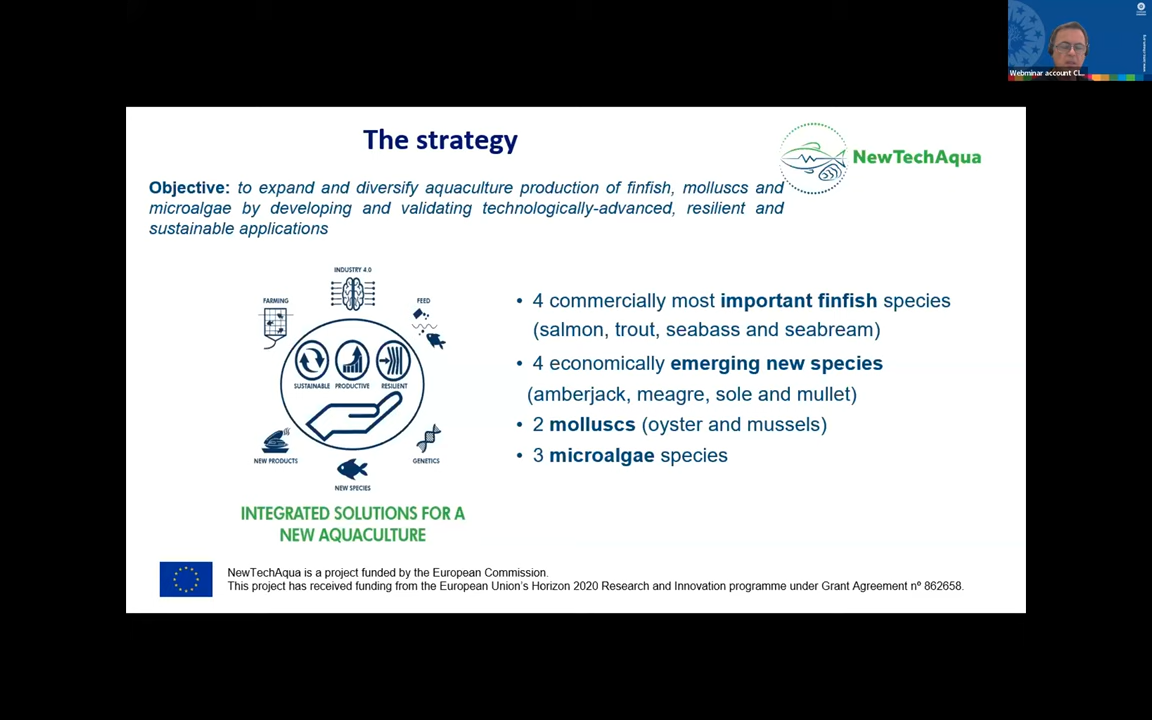 Webminar account CL...
The strategy
NewTechAqua
Objective: to expand and diversify aquaculture production of finfish, molluscs and
microalgae by developing and validating technologically-advanced, resilient and
sustainable applications
INDUSTRY 4.0
FARMING
FEED
SUSTAINABLE PRODUCTIVE RESILIENT
NEW PRODUCTS
GENETICS
NEW SPECIES
INTEGRATED SOLUTIONS FOR A
NEW AQUACULTURE
• 4 commercially most important finfish species
(salmon, trout, seabass and seabream)
• 4 economically emerging new species
(amberjack, meagre, sole and mullet)
• 2 molluscs (oyster and mussels)
• 3 microalgae species
NewTechAqua is a project funded by the European Commission.
This project has received funding from the European Union's Horizon 2020 Research and Innovation programme under Grant Agreement nº 862658.